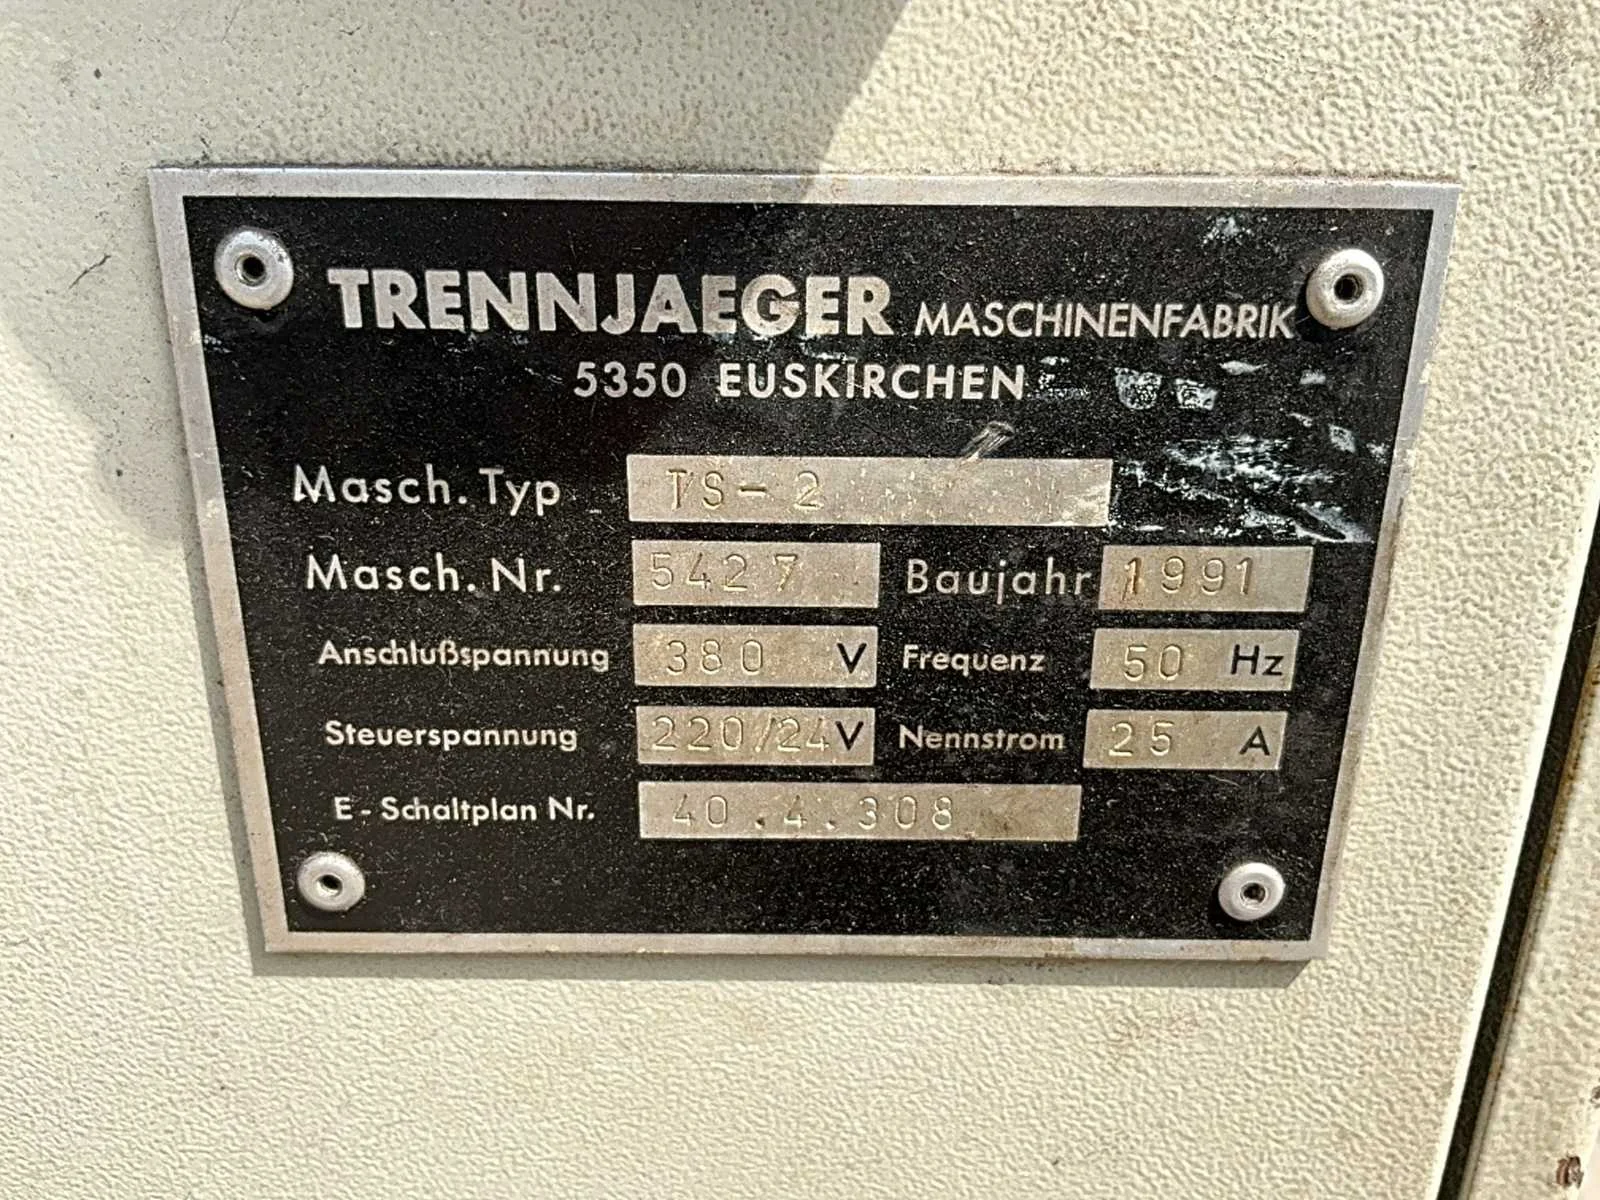 TRENNJAEGER MASCHINENFABRIK
5350 EUSKIRCHEN
Masch. Typ TS-2
Masch. Nr. 5427 Baujahr 1991
Anschlußspannung 380 V Frequenz 50 Hz
Steuerspannung 220/24 V Nennstrom 25 A
E-Schaltplan Nr. 40.4.308